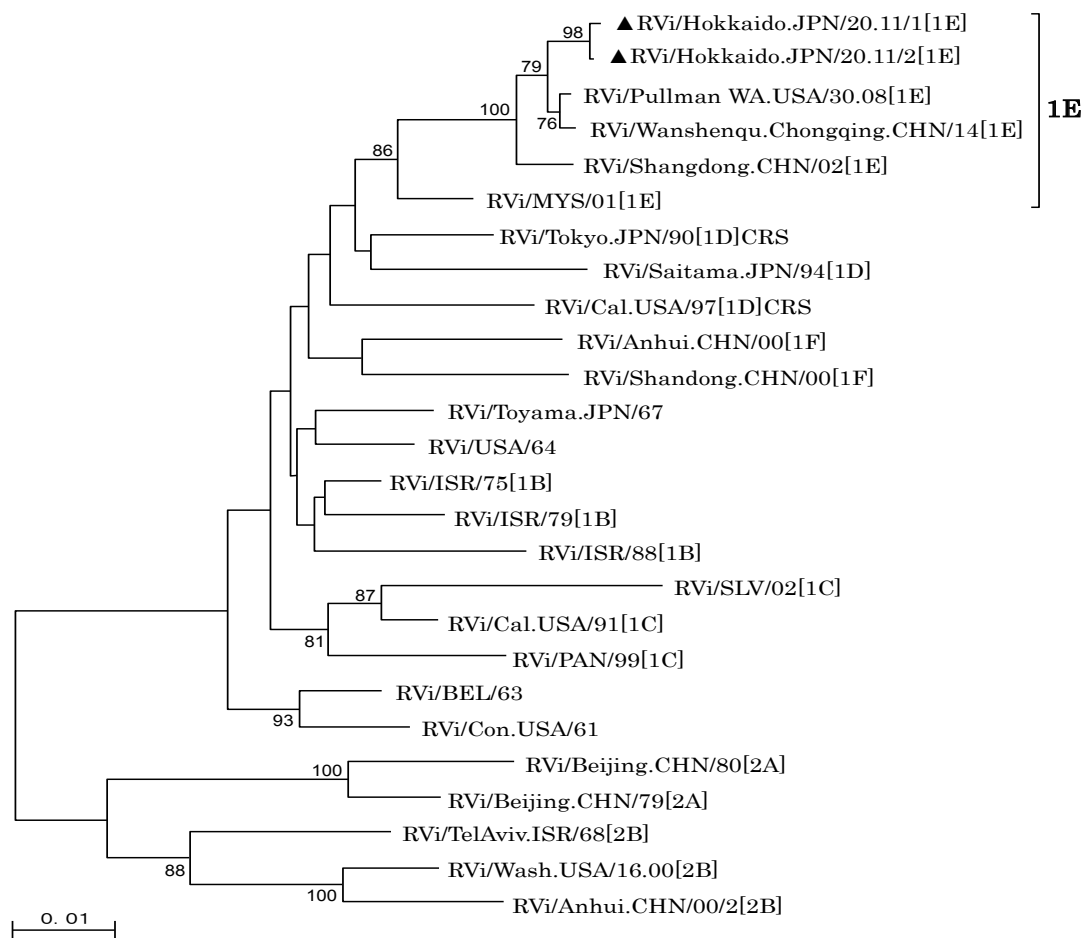 ▲RVi/Hokkaido.JPN/20.11/1[1E]
98
▲RVi/Hokkaido.JPN/20.11/2[1E]
79
RVi/Pullman WA.USA/30.08[1E]
1E
100
76
RVi/Wanshenqu.Chongqing.CHN/14[1E]
86
RVi/Shangdong.CHN/02[1E]
RVi/MYS/01[1E]
RVi/Tokyo.JPN/90[1D]CRS
RVi/Saitama.JPN/94[1D]
RVi/Cal.USA/97[1D]CRS
RVi/Anhui.CHN/00[1F]
RVi/Shandong.CHN/00[1F]
RVi/Toyama.JPN/67
RVi/USA/64
RVi/ISR/75[1B]
RVi/ISR/79[1B]
RVi/ISR/88[1B]
RVi/SLV/02[1C]
87
RVi/Cal.USA/91[1C]
81
RVi/PAN/99[1C]
RVi/BEL/63
93
RVi/Con.USA/61
RVi/Beijing.CHN/80[2A]
100
RVi/Beijing.CHN/79[2A]
RVi/TelAviv.ISR/68[2B]
88
RVi/Wash.USA/16.00[2B]
100
RVi/Anhui.CHN/00/2[2B]
0. 01